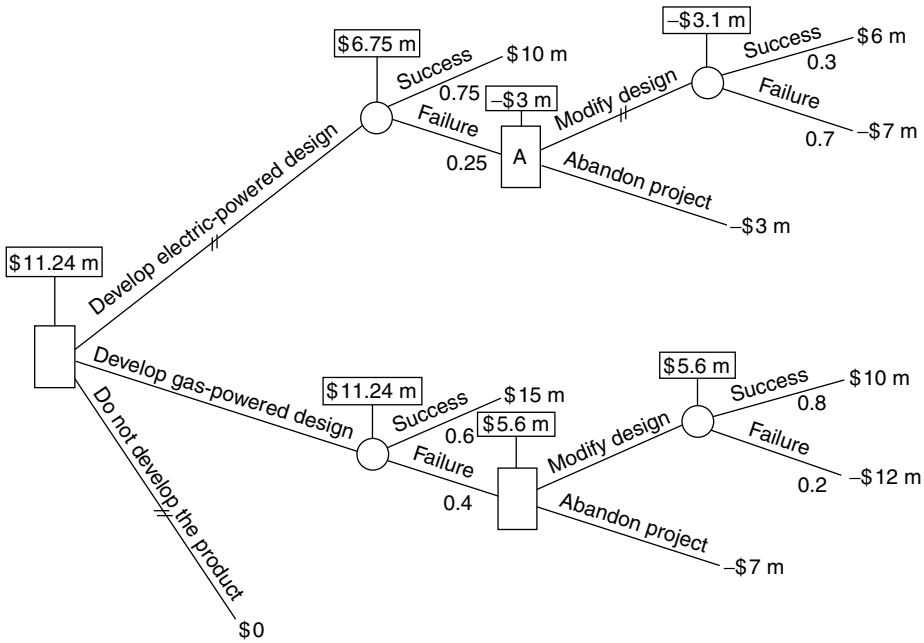 –$3.1 m
Success
$6 m
0.3
Failure
0.7
–$7 m
$6.75 m
Success
$10 m
0.75
Failure
0.25
–$3 m
A
Modify design
Abandon project
–$3 m
Develop electric-powered design
$11.24 m
Develop gas-powered design
Do not develop the product
$0
$11.24 m
Success
$15 m
0.6
Failure
0.4
$5.6 m
Modify design
Abandon project
–$7 m
$5.6 m
Success
$10 m
0.8
Failure
0.2
–$12 m